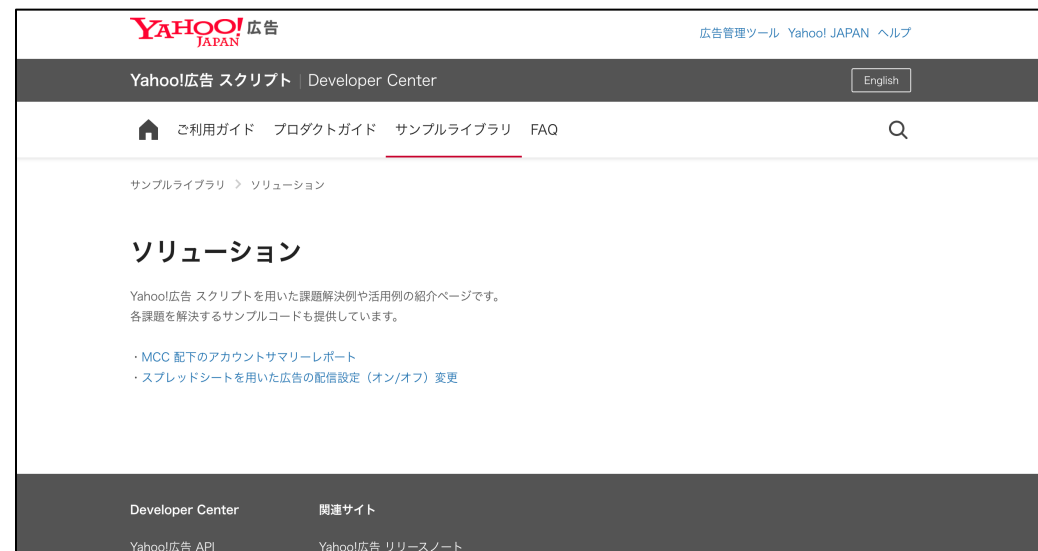 YAHOO! JAPAN 広告
広告管理ツール Yahoo! JAPAN ヘルプ
Yahoo!広告 スクリプト | Developer Center
English
ご利用ガイド プロダクトガイド サンプルライブラリ FAQ
サンプルライブラリ > ソリューション
ソリューション
Yahoo!広告 スクリプトを用いた課題解決例や活用例の紹介ページです。
各課題を解決するサンプルコードも提供しています。
・MCC 配下のアカウントサマリーレポート
・スプレッドシートを用いた広告の配信設定（オン/オフ）変更
Developer Center 関連サイト
Yahoo!広告 API Yahoo!広告 リリースノート